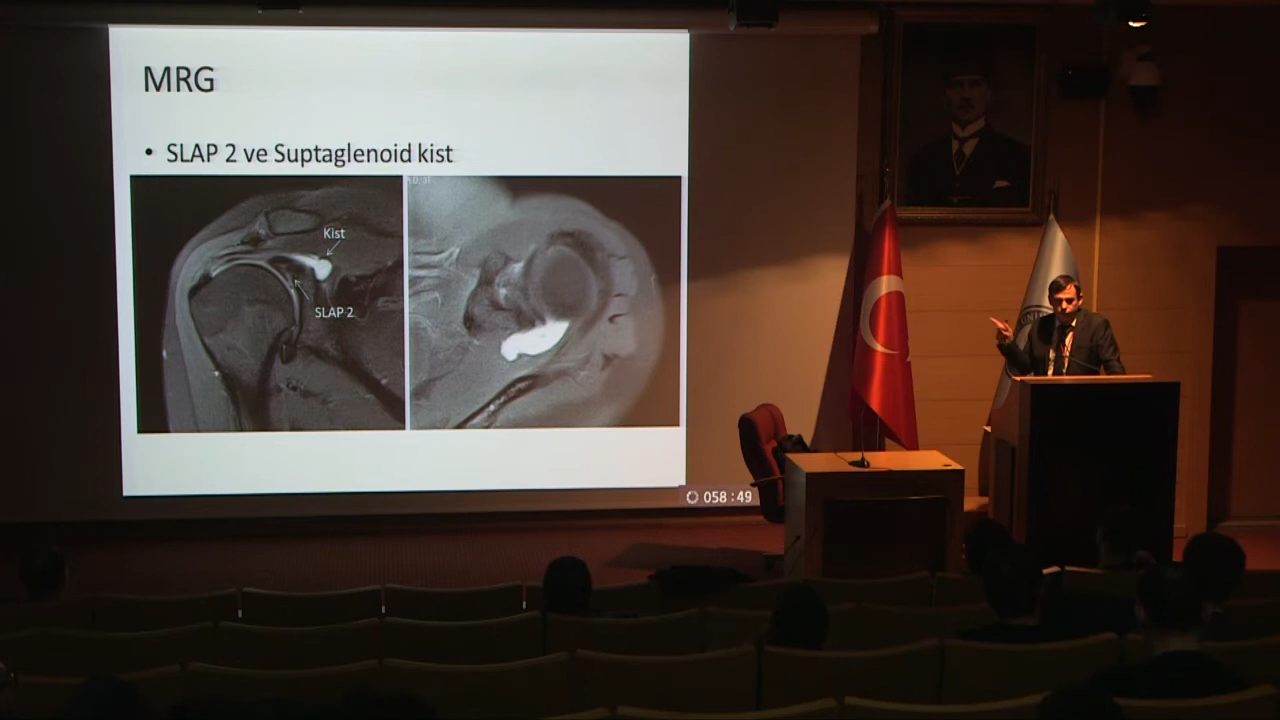 MRG
• SLAP 2 ve Suptaglenoid kist
Kist
SLAP 2
058 : 49